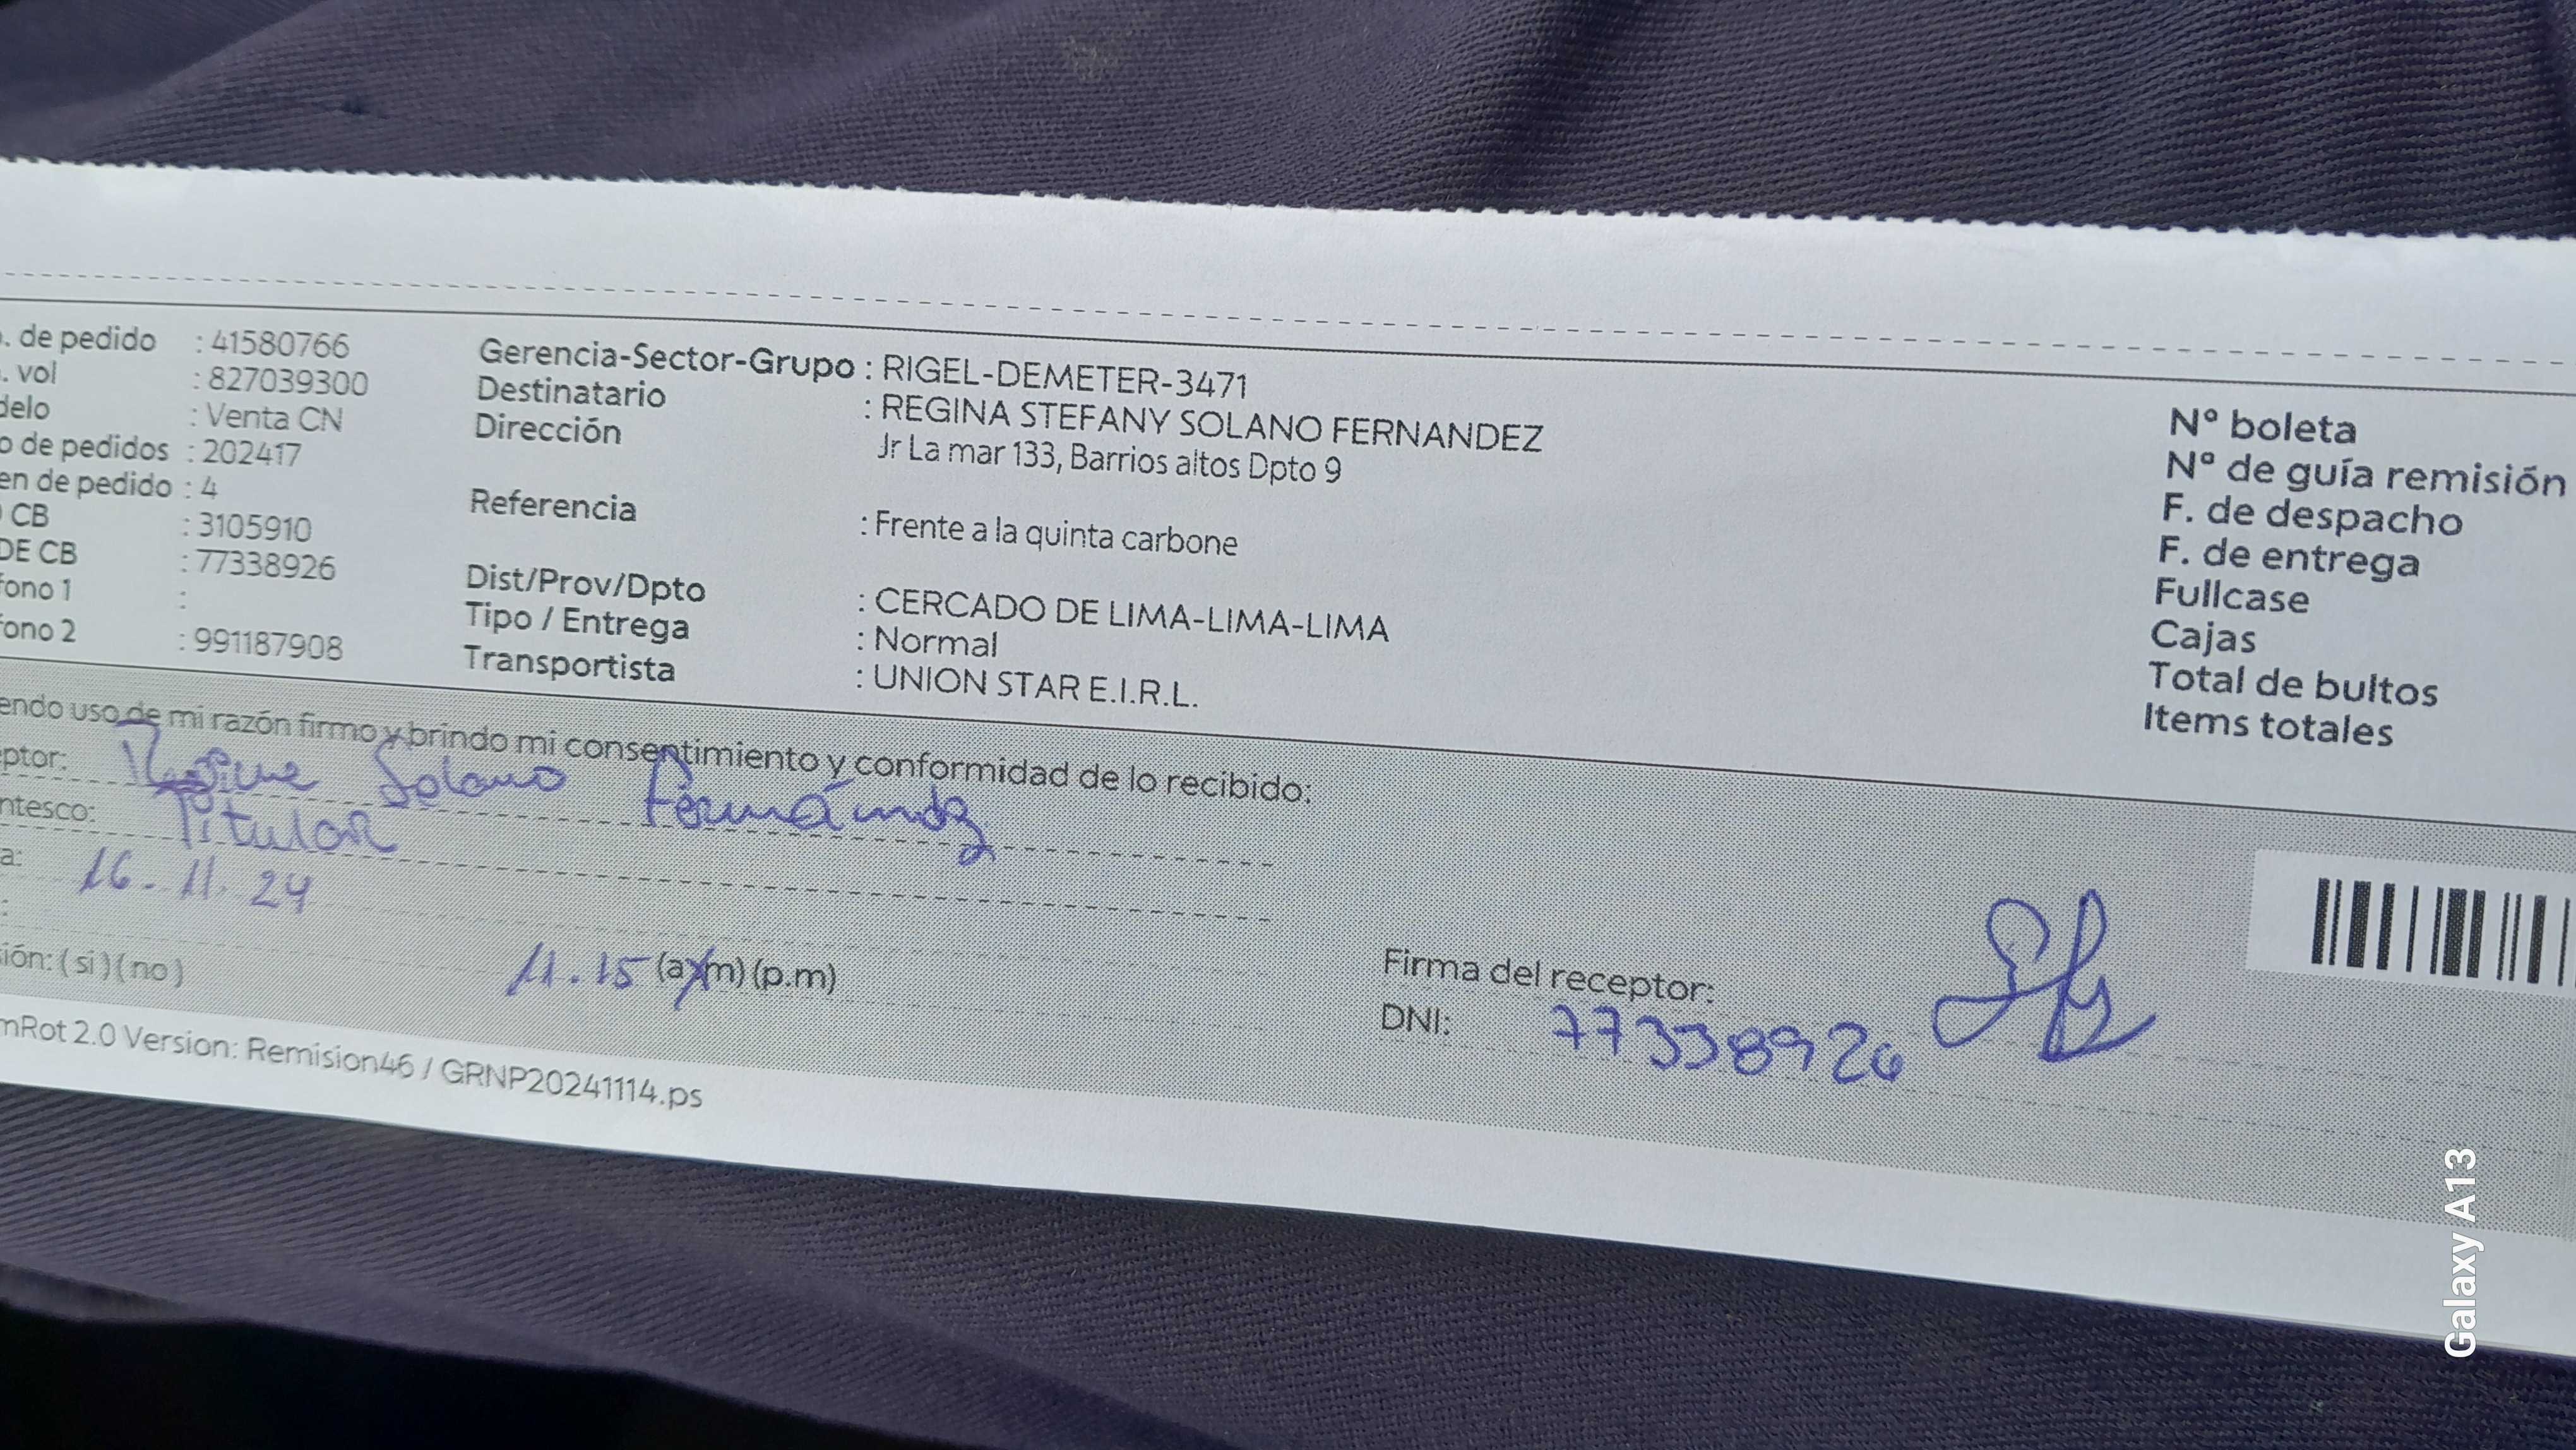 . de pedido : 41580766
. vol : 827039300
delo : Venta CN
o de pedidos : 202417
en de pedido : 4
CB : 3105910
DE CB : 77338926
fono 1 :
fono 2 : 991187908
Gerencia-Sector-Grupo : RIGEL-DEMETER-3471
Destinatario : REGINA STEFANY SOLANO FERNANDEZ
Dirección Jr La mar 133, Barrios altos Dpto 9
Referencia : Frente a la quinta carbone
Dist/Prov/Dpto : CERCADO DE LIMA-LIMA-LIMA
Tipo / Entrega : Normal
Transportista : UNION STAR E.I.R.L.
Nº boleta
Nº de guía remisión
F. de despacho
F. de entrega
Fullcase
Cajas
Total de bultos
Items totales
endo uso de mi razón firmo y brindo mi consentimiento y conformidad de lo recibido:
ptor: Solano Fernández
ntesco: Titular
a: 16-11-24
:
11.15 (a.m) (p.m)
sión: ( si ) ( no )
Firma del receptor:
DNI: 77338926
mRot 2.0 Version: Remision46 / GRNP20241114.ps
Galaxy A13